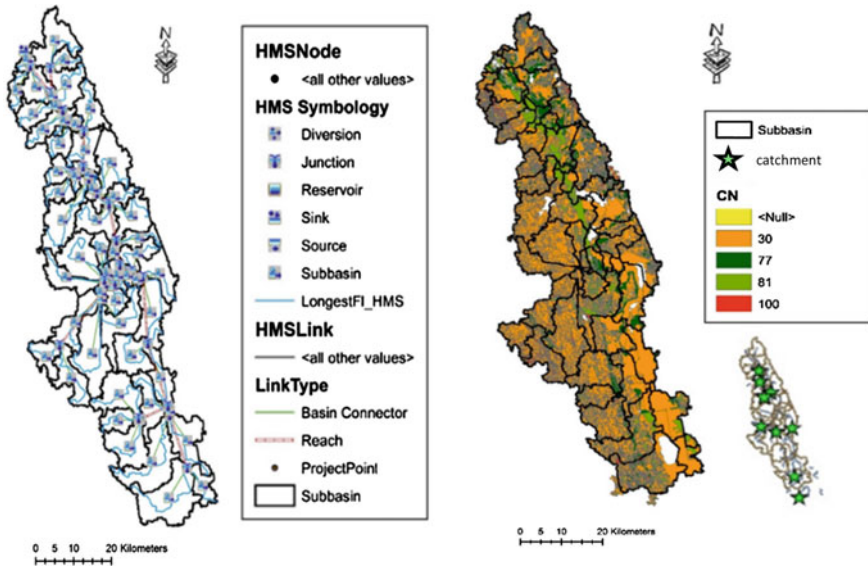 N
HMSNode
<all other values>
HMS Symbology
Diversion
Junction
Reservoir
Sink
Source
Subbasin
LongestFl_HMS
HMSLink
<all other values>
LinkType
Basin Connector
Reach
ProjectPoint
Subbasin
0 5 10 20 Kilometers
N
Subbasin
catchment
CN
<Null>
30
77
81
100
0 5 10 20 Kilometers